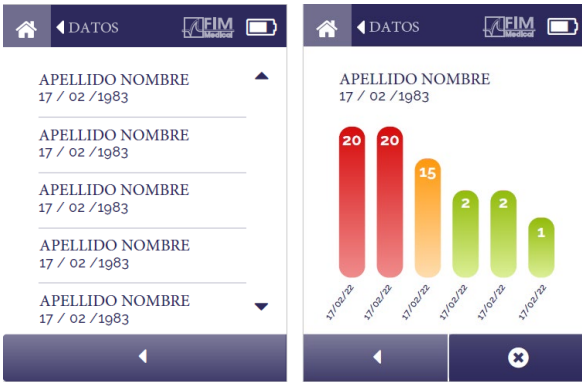 DATOS
FIM
Medical
APELLIDO NOMBRE
17 / 02 /1983
APELLIDO NOMBRE
17 / 02 /1983
APELLIDO NOMBRE
17 / 02 /1983
APELLIDO NOMBRE
17 / 02 /1983
APELLIDO NOMBRE
17 / 02 /1983
DATOS
FIM
Medical
APELLIDO NOMBRE
17 / 02 /1983
20 20
15
2 2
1
17/02/22 17/02/22 17/02/22 17/02/22 17/02/22 17/02/22